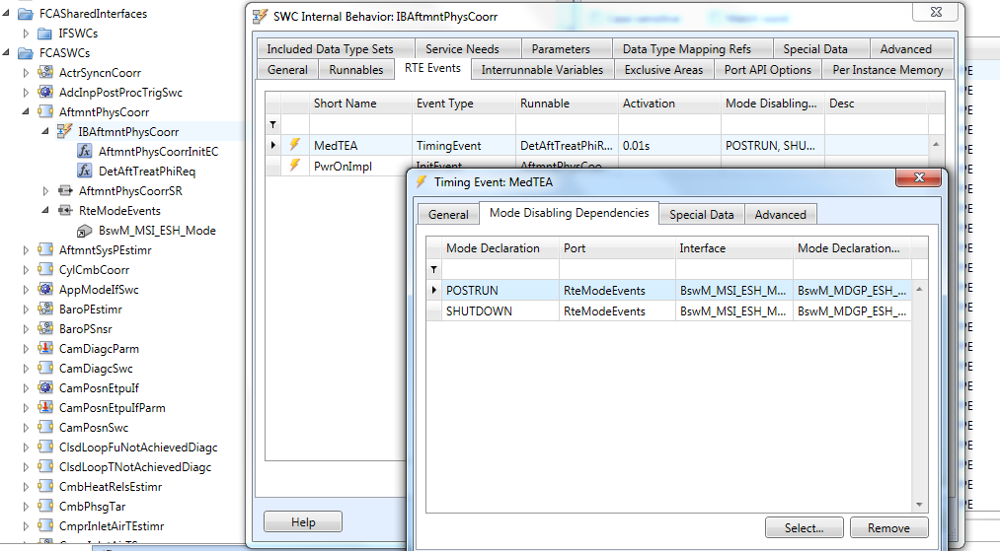 FCASharedInterfaces
IFSWCs
FCASWCs
ActrSyncnCoorr
AdcInpPostProcTrigSwc
AftmntPhysCoorr
IBAftmntPhysCoorr
AftmntPhysCoorrInitEC
DetAftTreatPhiReq
AftmntPhysCoorrSR
RteModeEvents
BswM_MSI_ESH_Mode
AftmntSysPEstimr
CylCmbCoorr
AppModeIfSwc
BaroPEstimr
BaroPSnsr
CamDiagcParm
CamDiagcSwc
CamPosnEtpuIf
CamPosnEtpuIfParm
CamPosnSwc
ClsdLoopFuNotAchievedDiagc
ClsdLoopTNotAchievedDiagc
CmbHeatRelsEstimr
CmbPhsgTar
CmprInletAirTEstimr
SWC Internal Behavior: IBAftmntPhysCoorr
Included Data Type Sets Service Needs Parameters Data Type Mapping Refs Special Data Advanced
General Runnables RTE Events Interrunnable Variables Exclusive Areas Port API Options Per Instance Memory
Short Name Event Type Runnable Activation Mode Disabling... Desc
MedTEA TimingEvent DetAftTreatPhiR... 0.01s POSTRUN, SHU...
PwrOnImpl InitEvent AftmntPhysCoo...
Timing Event: MedTEA
General Mode Disabling Dependencies Special Data Advanced
Mode Declaration Port Interface Mode Declaration...
POSTRUN RteModeEvents BswM_MSI_ESH_M... BswM_MDGP_ESH_...
SHUTDOWN RteModeEvents BswM_MSI_ESH_M... BswM_MDGP_ESH_...
Select... Remove
Help